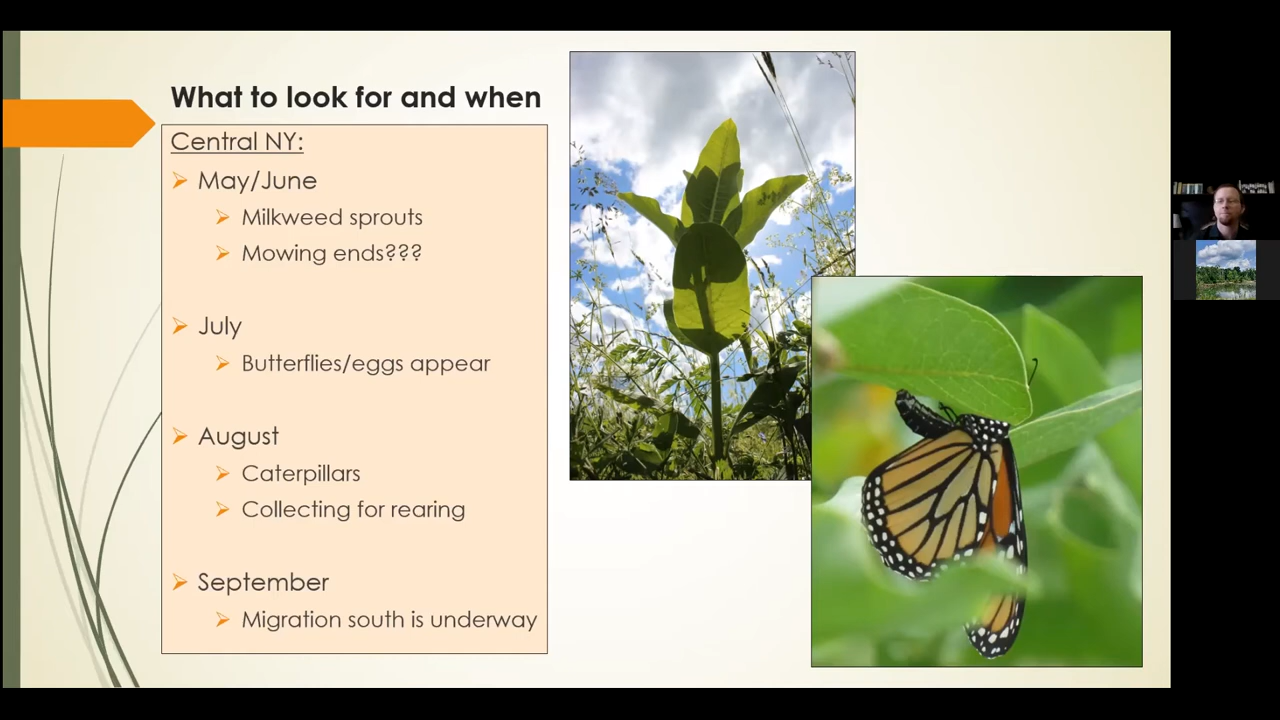 What to look for and when
Central NY:
May/June
Milkweed sprouts
Mowing ends???
July
Butterflies/eggs appear
August
Caterpillars
Collecting for rearing
September
Migration south is underway